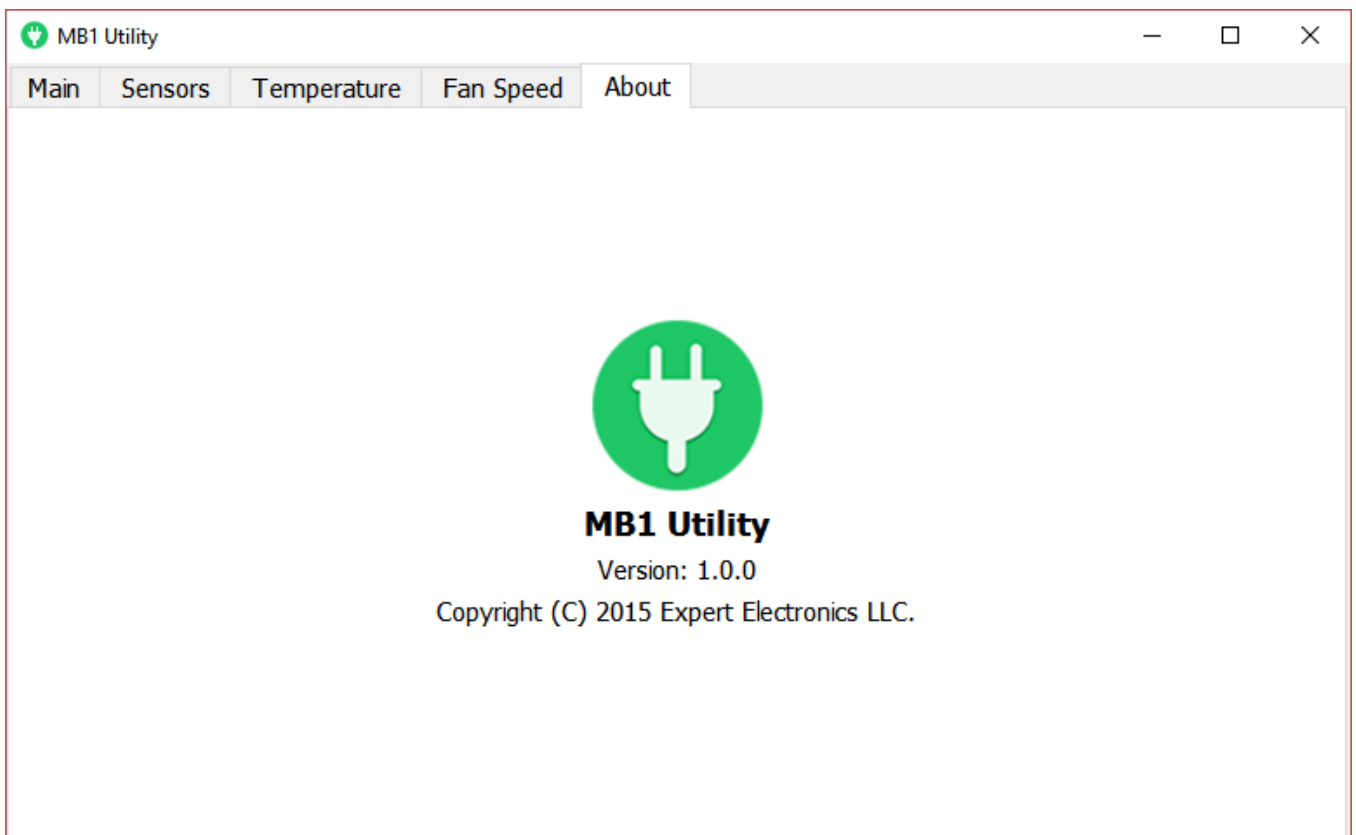 MB1 Utility
Main Sensors Temperature Fan Speed About
MB1 Utility
Version: 1.0.0
Copyright (C) 2015 Expert Electronics LLC.